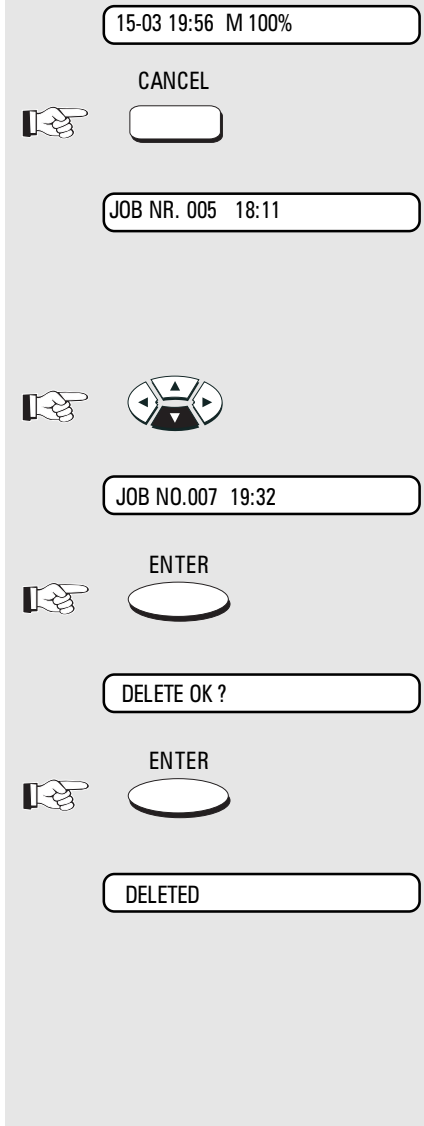 15-03 19:56 M 100%
CANCEL
JOB NR. 005 18:11
JOB NO.007 19:32
ENTER
DELETE OK ?
ENTER
DELETED